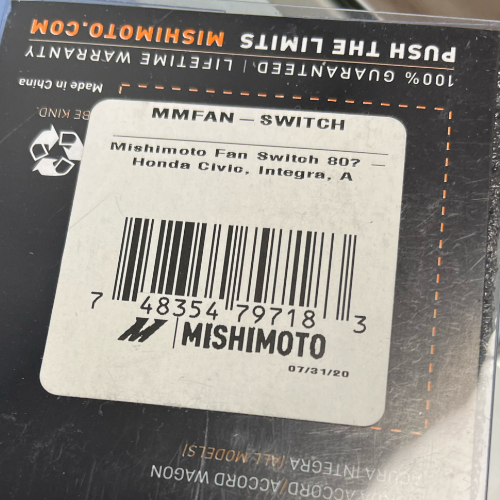 PUSH THE LIMITS MISHIMOTO.COM
100% GUARANTEED | LIFETIME WARRANTY
Made in China
BE KIND.
MMFAN-SWITCH
Mishimoto Fan Switch 80? -
Honda Civic, Integra, A
7 48354 79718 3
MISHIMOTO
07/31/20
CURA INTEGRA (ALL MODELS)
ACCORD/ACCORD WAGON